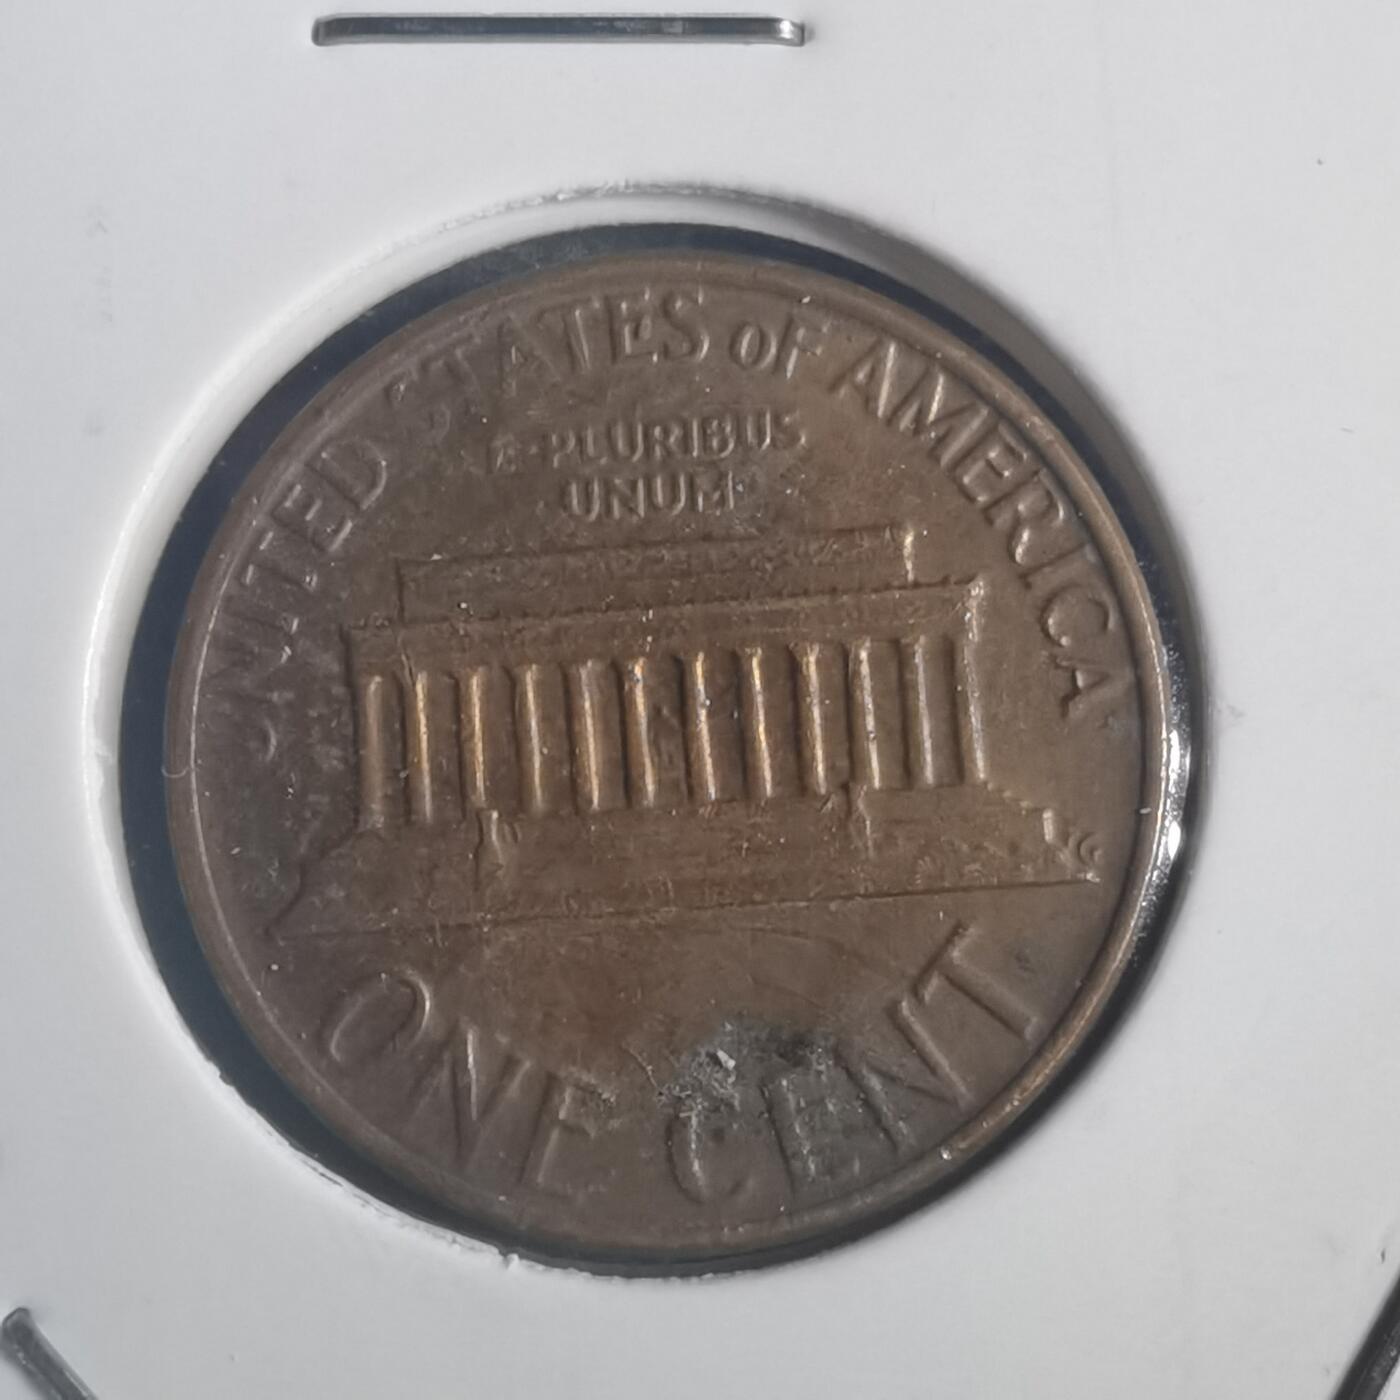 UNITED STATES OF AMERICA
E·PLURIBUS
UNUM
ONE CENT